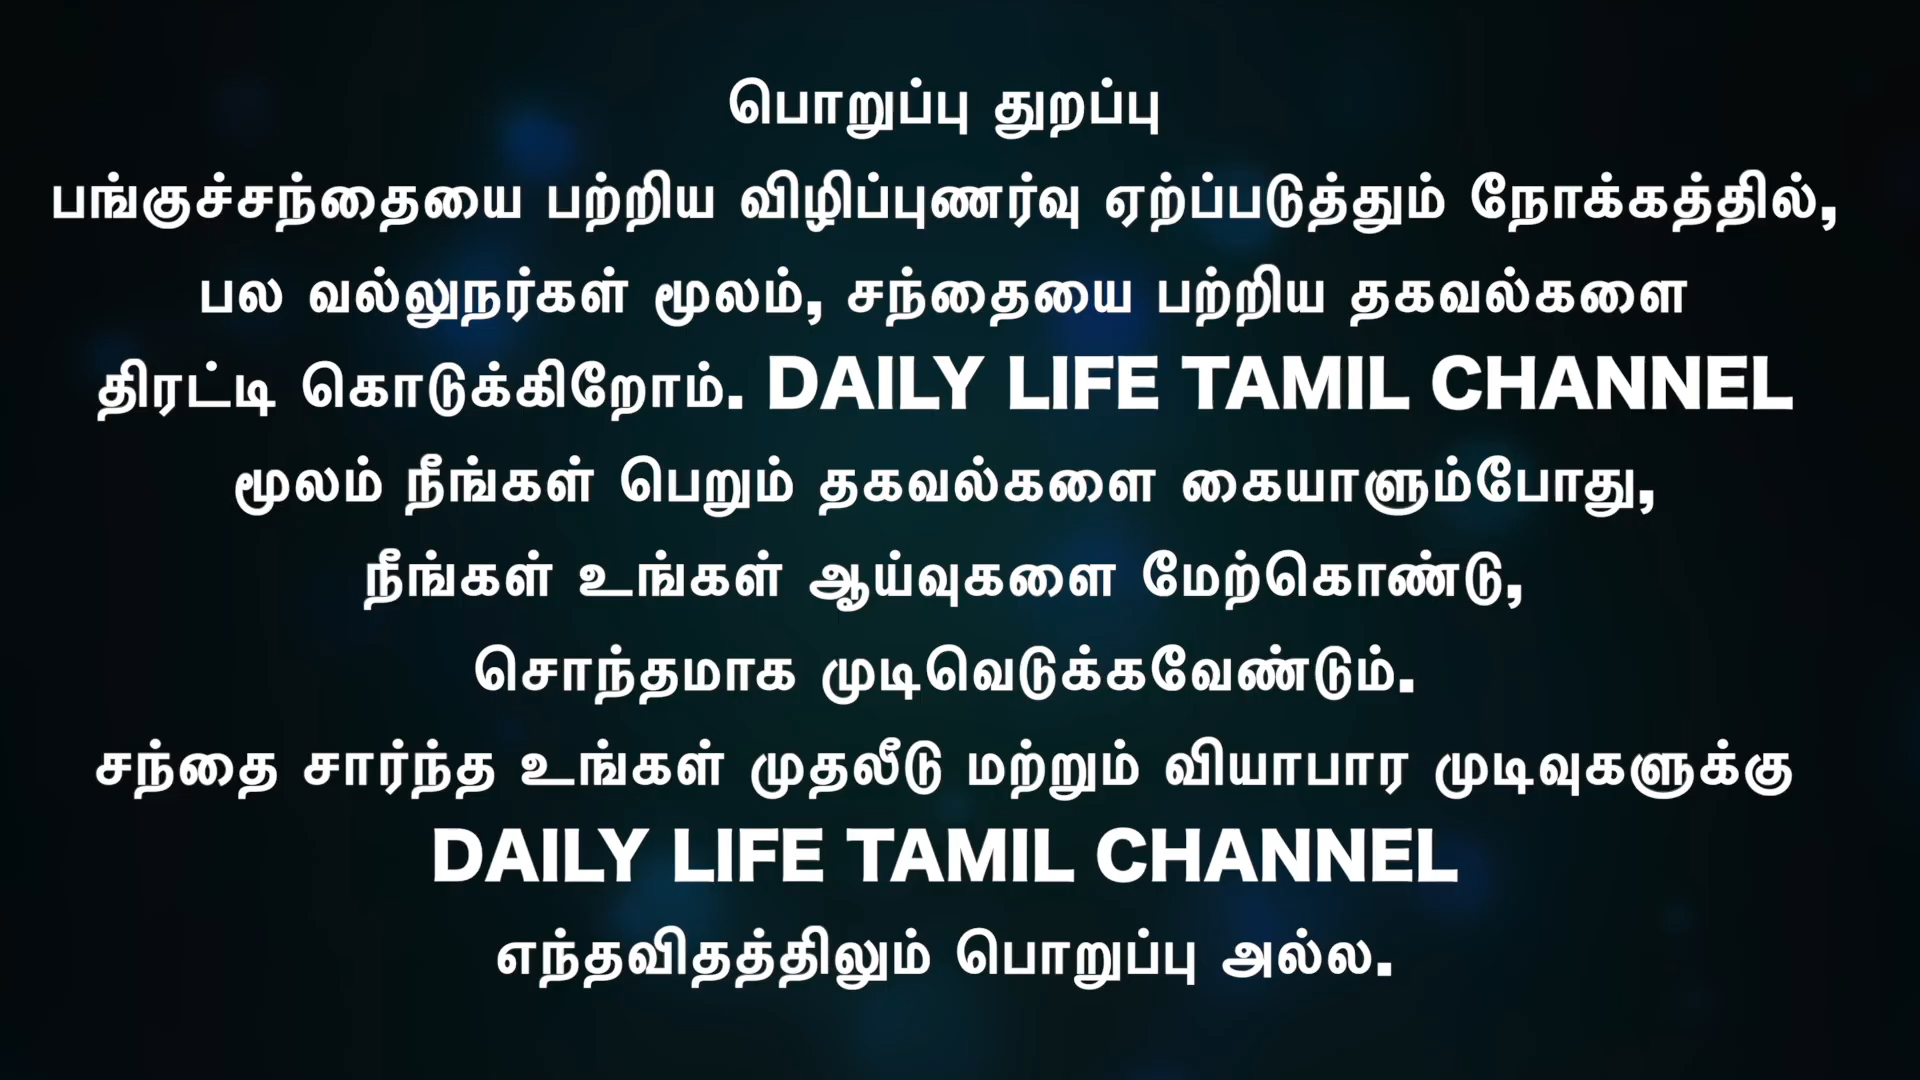 பொறுப்பு துறப்பு
பங்குச்சந்தையை பற்றிய விழிப்புணர்வு ஏற்ப்படுத்தும் நோக்கத்தில்,
பல வல்லுநர்கள் மூலம், சந்தையை பற்றிய தகவல்களை
திரட்டி கொடுக்கிறோம். DAILY LIFE TAMIL CHANNEL
மூலம் நீங்கள் பெறும் தகவல்களை கையாளும்போது,
நீங்கள் உங்கள் ஆய்வுகளை மேற்கொண்டு,
சொந்தமாக முடிவெடுக்கவேண்டும்.
சந்தை சார்ந்த உங்கள் முதலீடு மற்றும் வியாபார முடிவுகளுக்கு
DAILY LIFE TAMIL CHANNEL
எந்தவிதத்திலும் பொறுப்பு அல்ல.